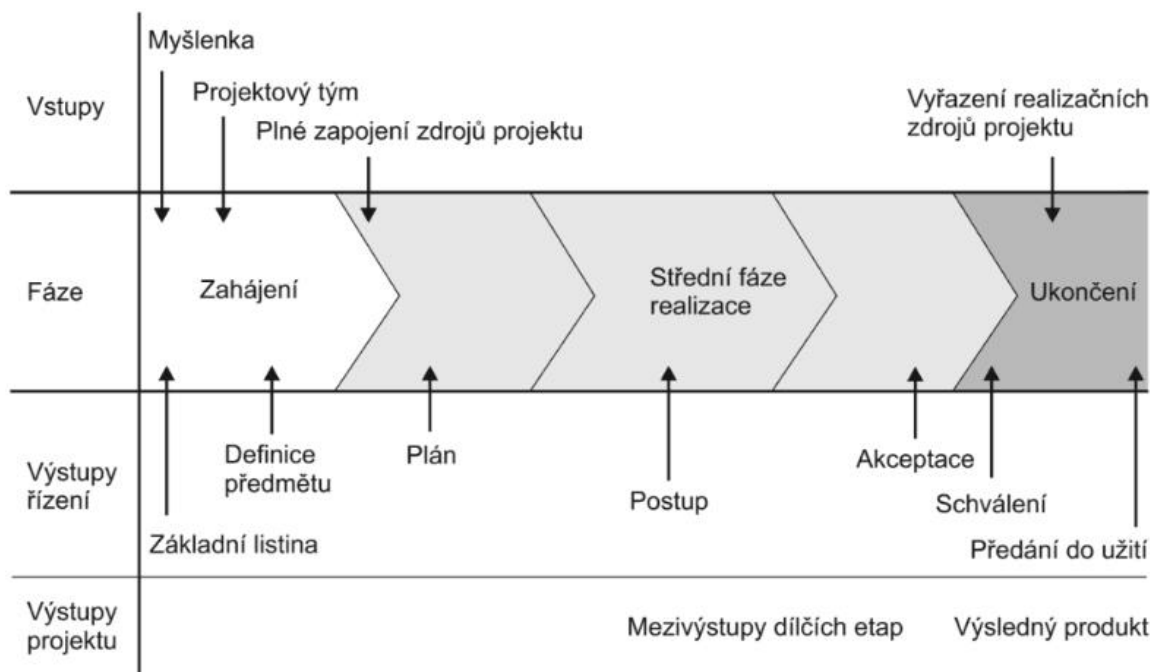 Vstupy
Myšlenka
Projektový tým
Plné zapojení zdrojů projektu
Vyřazení realizačních
zdrojů projektu
Fáze
Zahájení
Střední fáze
realizace
Ukončení
Výstupy
řízení
Základní listina
Definice
předmětu
Plán
Postup
Akceptace
Schválení
Předání do užití
Výstupy
projektu
Mezivýstupy dílčích etap
Výsledný produkt